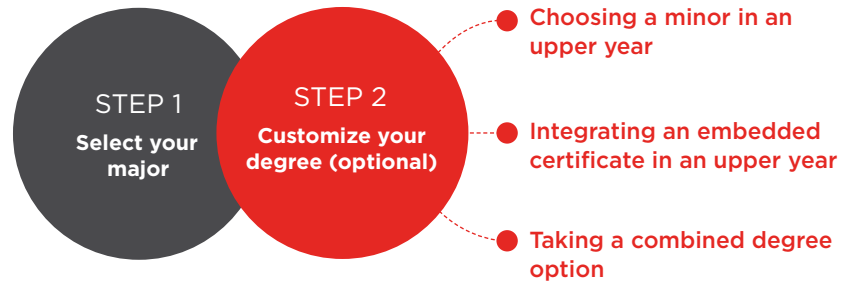 STEP 1
Select your
major
STEP 2
Customize your
degree (optional)
Choosing a minor in an
upper year
Integrating an embedded
certificate in an upper year
Taking a combined degree
option